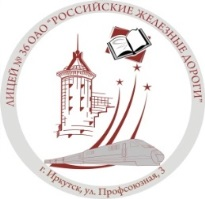 ЛИЦЕЙ № 36 ОАО "РОССИЙСКИЕ ЖЕЛЕЗНЫЕ ДОРОГИ"
г. Иркутск, ул. Профсоюзная, 3